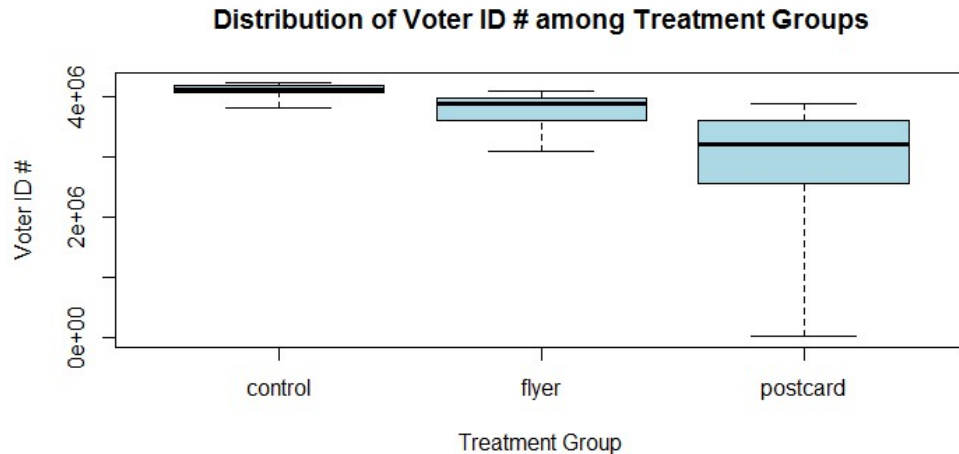 Distribution of Voter ID # among Treatment Groups
Voter ID #
4e+06
2e+06
0e+00
control flyer postcard
Treatment Group